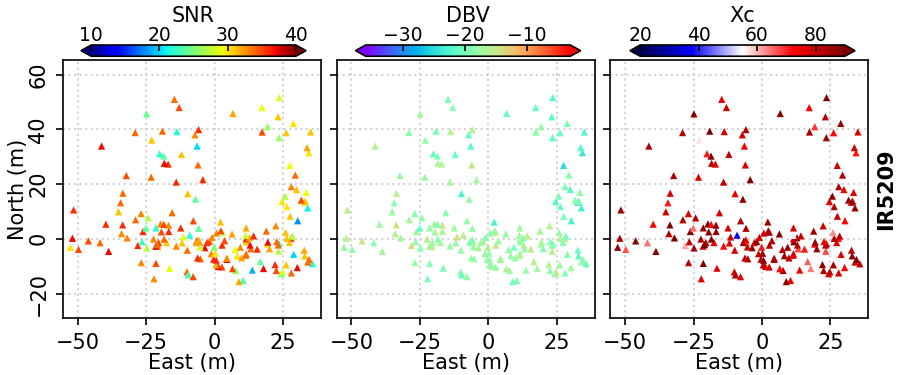 SNR DBV Xc
10 20 30 40 −30 −20 −10 20 40 60 80
60
40
20
0
−20
North (m)
IR5209
−50 −25 0 25 −50 −25 0 25 −50 −25 0 25
East (m) East (m) East (m)